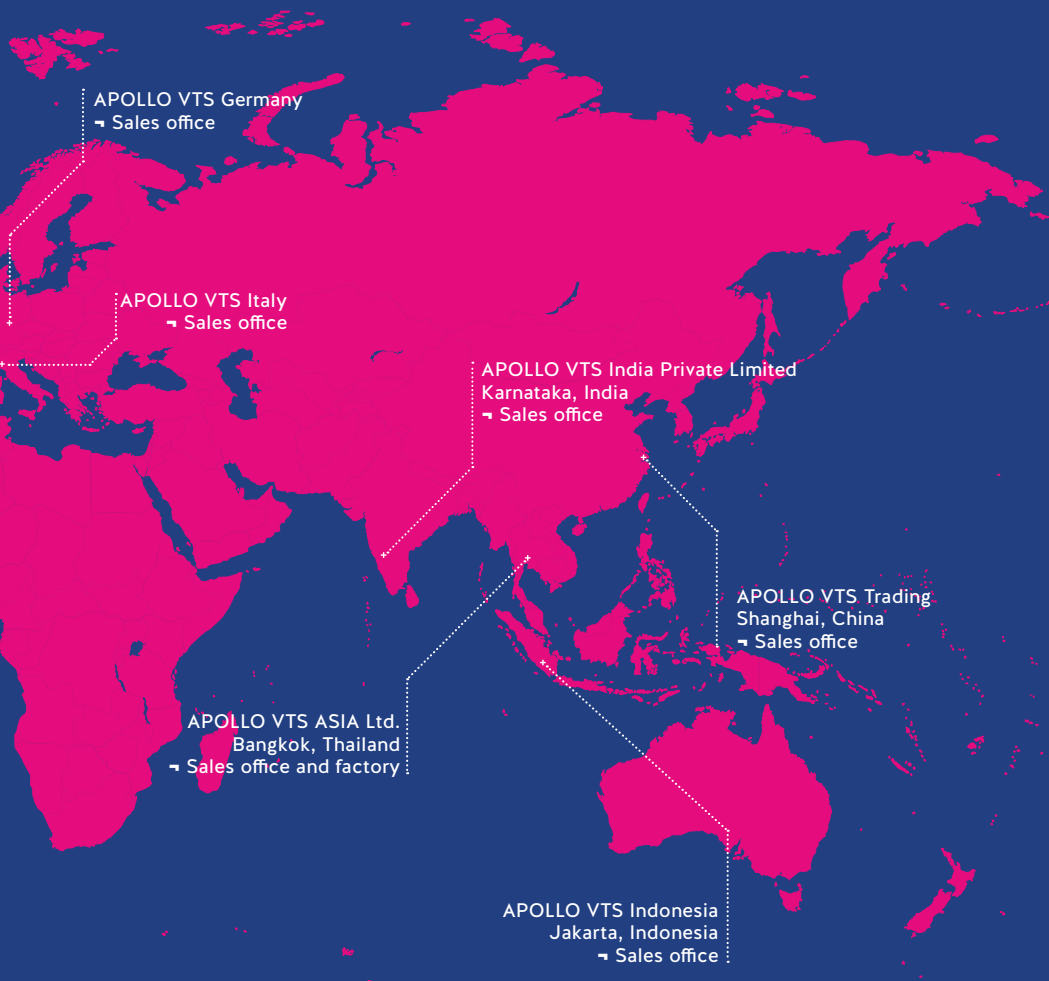 APOLLO VTS Germany
¬ Sales office
APOLLO VTS Italy
¬ Sales office
APOLLO VTS India Private Limited
Karnataka, India
¬ Sales office
APOLLO VTS Trading
Shanghai, China
¬ Sales office
APOLLO VTS ASIA Ltd.
Bangkok, Thailand
¬ Sales office and factory
APOLLO VTS Indonesia
Jakarta, Indonesia
¬ Sales office